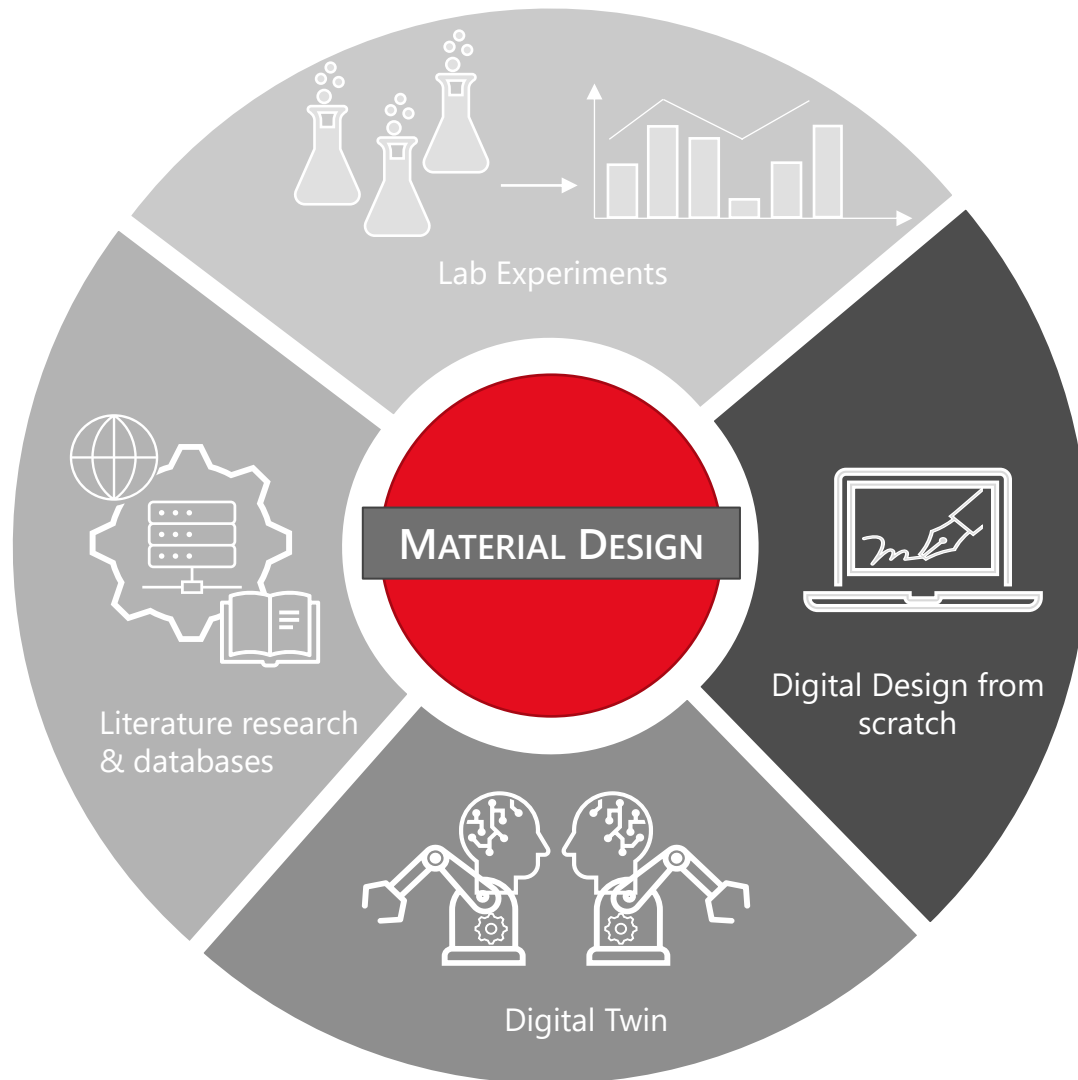 Lab Experiments
MATERIAL DESIGN
Digital Design from
scratch
Literature research
& databases
Digital Twin